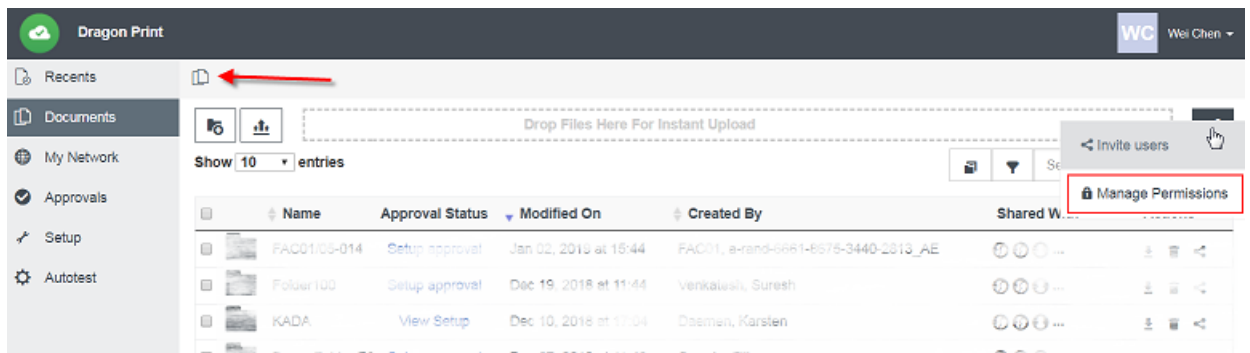 Dragon Print
WC Wei Chen
Recents
Documents
Drop Files Here For Instant Upload
My Network
Show 10 entries
Invite users
Approvals
Manage Permissions
Name Approval Status Modified On Created By Shared
Setup
FAC01/05-014 Setup approval Jan 02, 2019 at 15:44
Autotest
Folder100 Setup approval Dec 19, 2018 at 11:44 Venkatesh, Suresh
KADA View Setup Dec 10, 2018 at 17:04 Daemen, Karsten